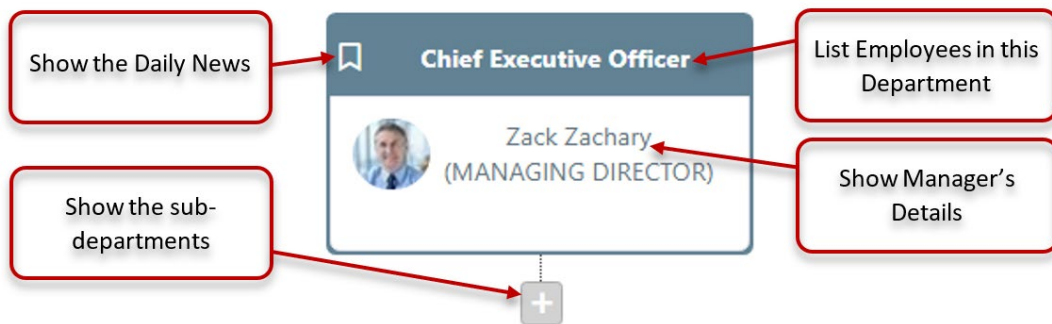 Show the Daily News
Chief Executive Officer
List Employees in this
Department
Zack Zachary
(MANAGING DIRECTOR)
Show the sub-
departments
Show Manager's
Details